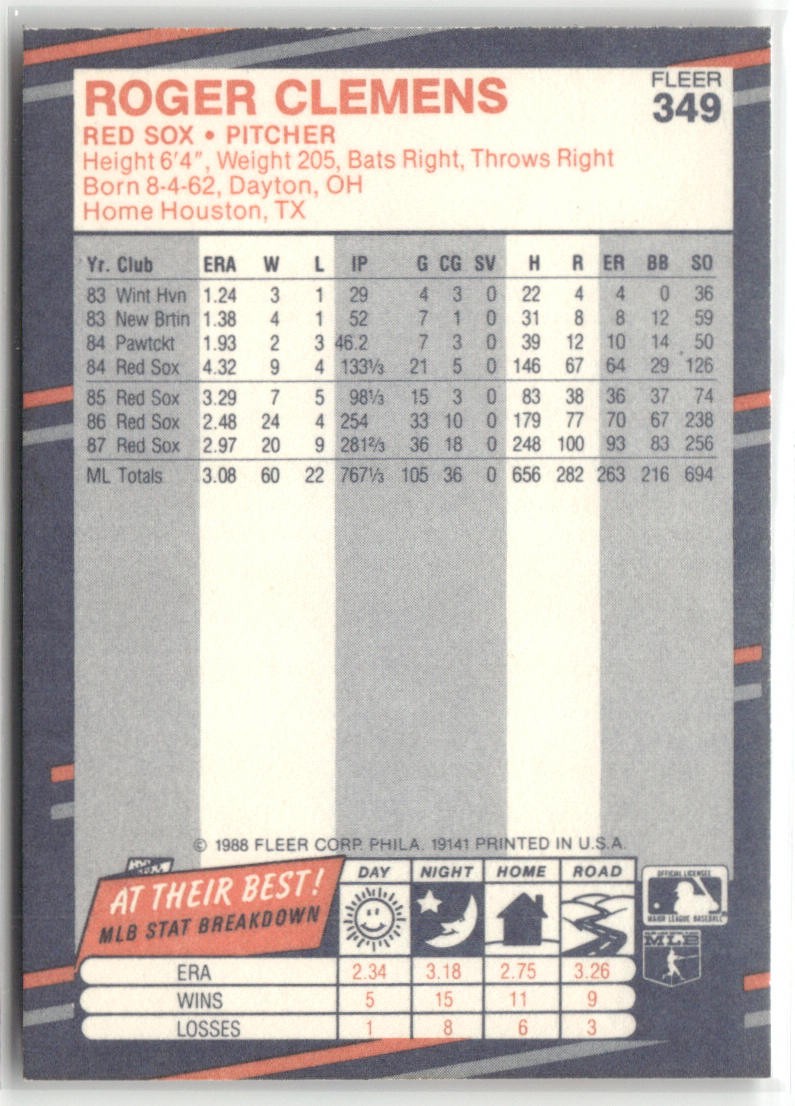 ROGER CLEMENS
FLEER
349
RED SOX • PITCHER
Height 6'4", Weight 205, Bats Right, Throws Right
Born 8-4-62, Dayton, OH
Home Houston, TX
Yr. Club ERA W L IP G CG SV H R ER BB SO
83 Wint Hvn 1.24 3 1 29 4 3 0 22 4 4 0 36
83 New Brtin 1.38 4 1 52 7 1 0 31 8 8 12 59
84 Pawtckt 1.93 2 3 46.2 7 3 0 39 12 10 14 50
84 Red Sox 4.32 9 4 133⅓ 21 5 0 146 67 64 29 126
85 Red Sox 3.29 7 5 98⅓ 15 3 0 83 38 36 37 74
86 Red Sox 2.48 24 4 254 33 10 0 179 77 70 67 238
87 Red Sox 2.97 20 9 281⅔ 36 18 0 248 100 93 83 256
ML Totals 3.08 60 22 767⅓ 105 36 0 656 282 263 216 694
© 1988 FLEER CORP. PHILA. 19141 PRINTED IN U.S.A.
AT THEIR BEST!
MLB STAT BREAKDOWN
DAY NIGHT HOME ROAD
ERA 2.34 3.18 2.75 3.26
WINS 5 15 11 9
LOSSES 1 8 6 3
OFFICIAL LICENSEE
MAJOR LEAGUE BASEBALL
MLB